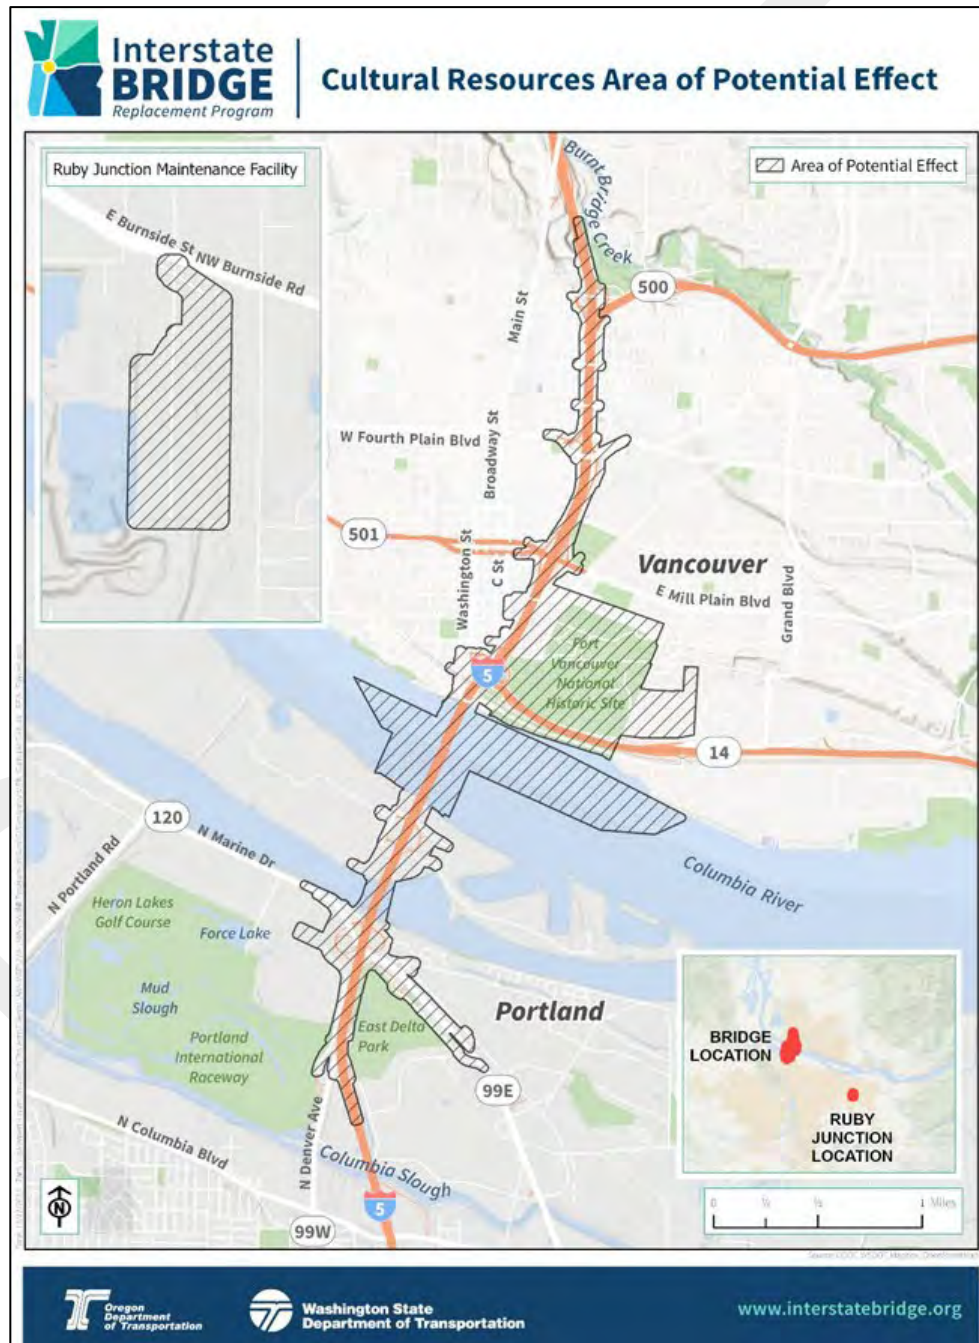 Interstate
BRIDGE
Replacement Program
Cultural Resources Area of Potential Effect
Ruby Junction Maintenance Facility
E Burnside St
NW Burnside Rd
Area of Potential Effect
Burnt Bridge Creek
500
Main St
W Fourth Plain Blvd
Broadway St
501
Washington St
C St
Vancouver
E Mill Plain Blvd
Grand Blvd
Fort
Vancouver
National
Historic Site
5
14
120
N Marine Dr
N Portland Rd
Columbia River
Heron Lakes
Golf Course
Force Lake
Mud
Slough
Portland
International
Raceway
East Delta
Park
Portland
99E
N Denver Ave
N Columbia Blvd
Columbia Slough
5
99W
N
BRIDGE
LOCATION
RUBY
JUNCTION
LOCATION
0 ¼ ½ 1 Miles
Oregon
Department
of Transportation
Washington State
Department of Transportation
www.interstatebridge.org